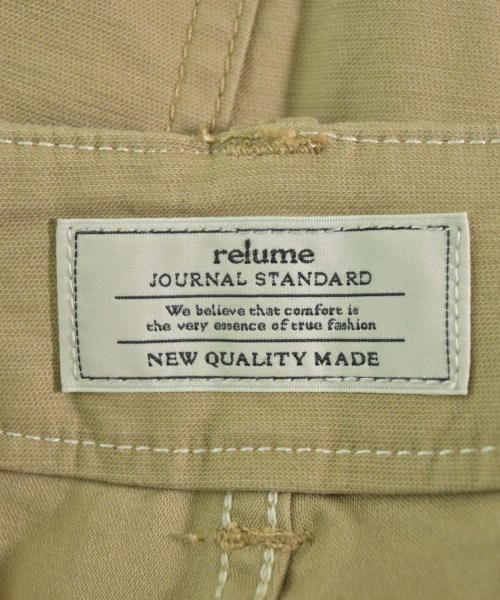 relume
JOURNAL STANDARD
We believe that comfort is
the very essence of true fashion
NEW QUALITY MADE